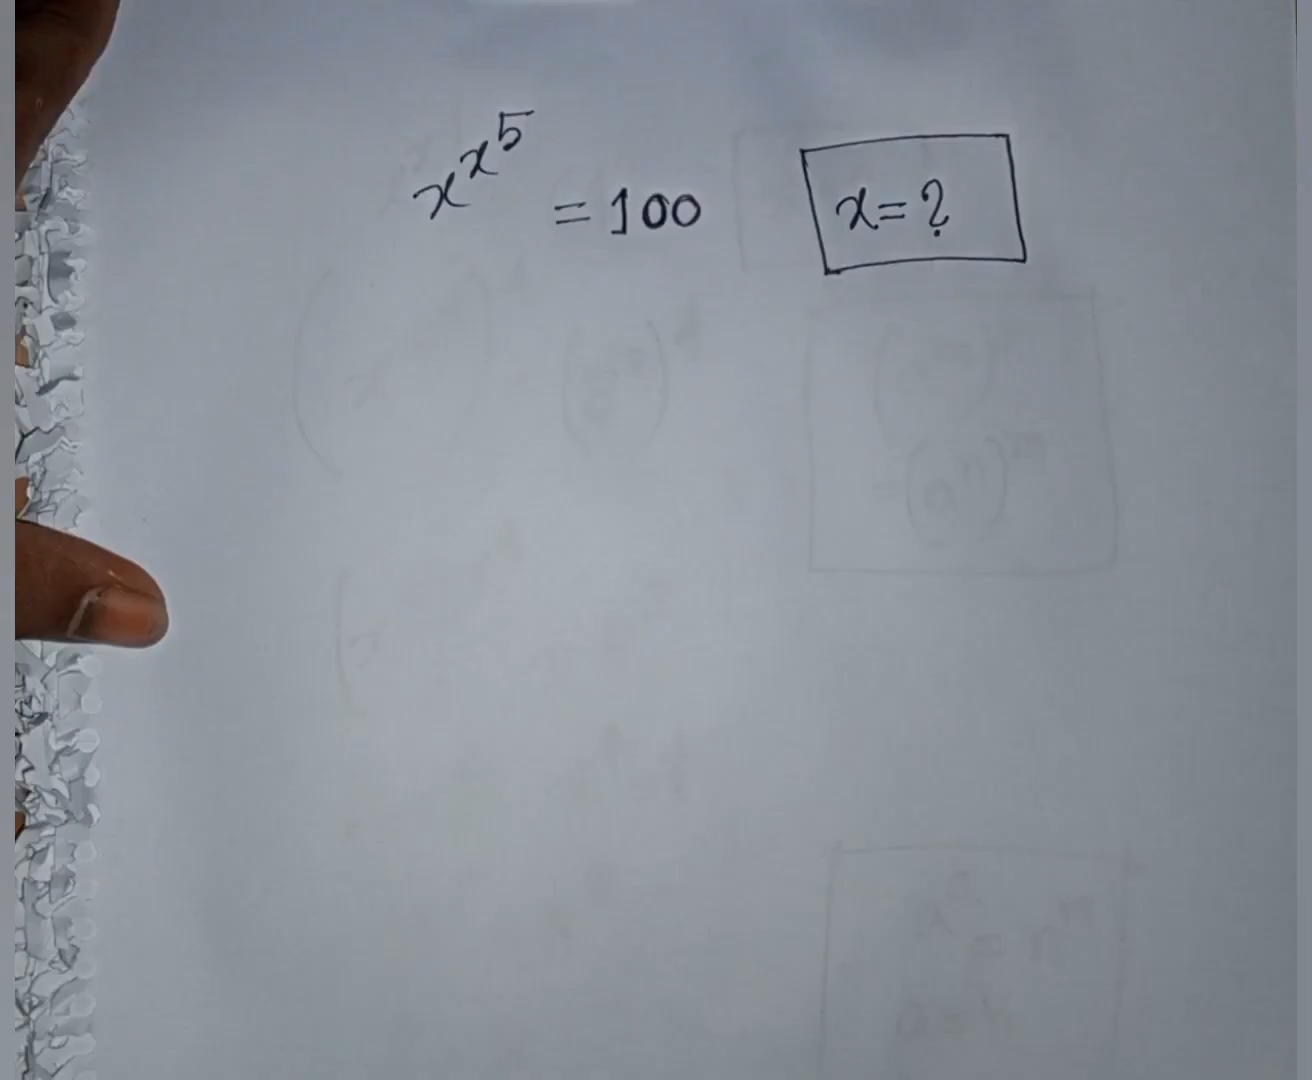 x^x^5 = 100 x = ?